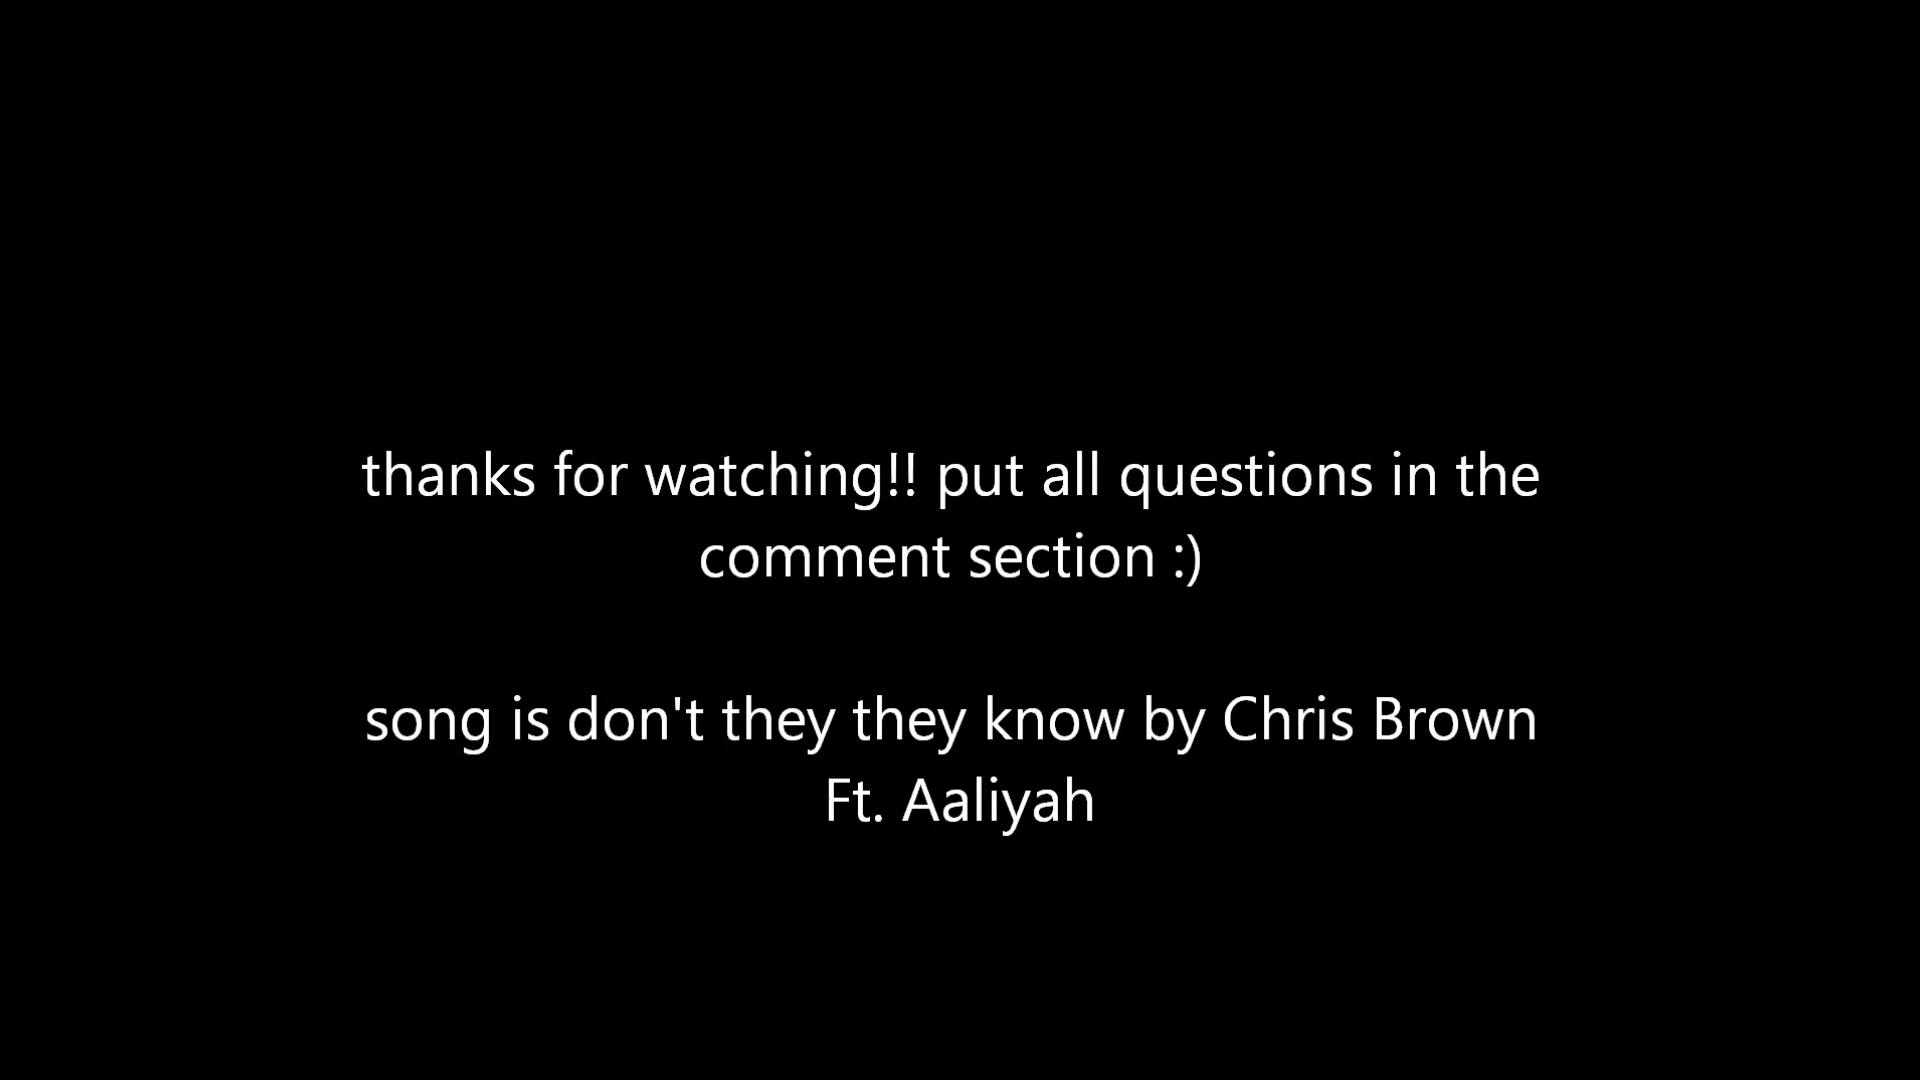 thanks for watching!! put all questions in the
comment section :)
song is don't they they know by Chris Brown
Ft. Aaliyah